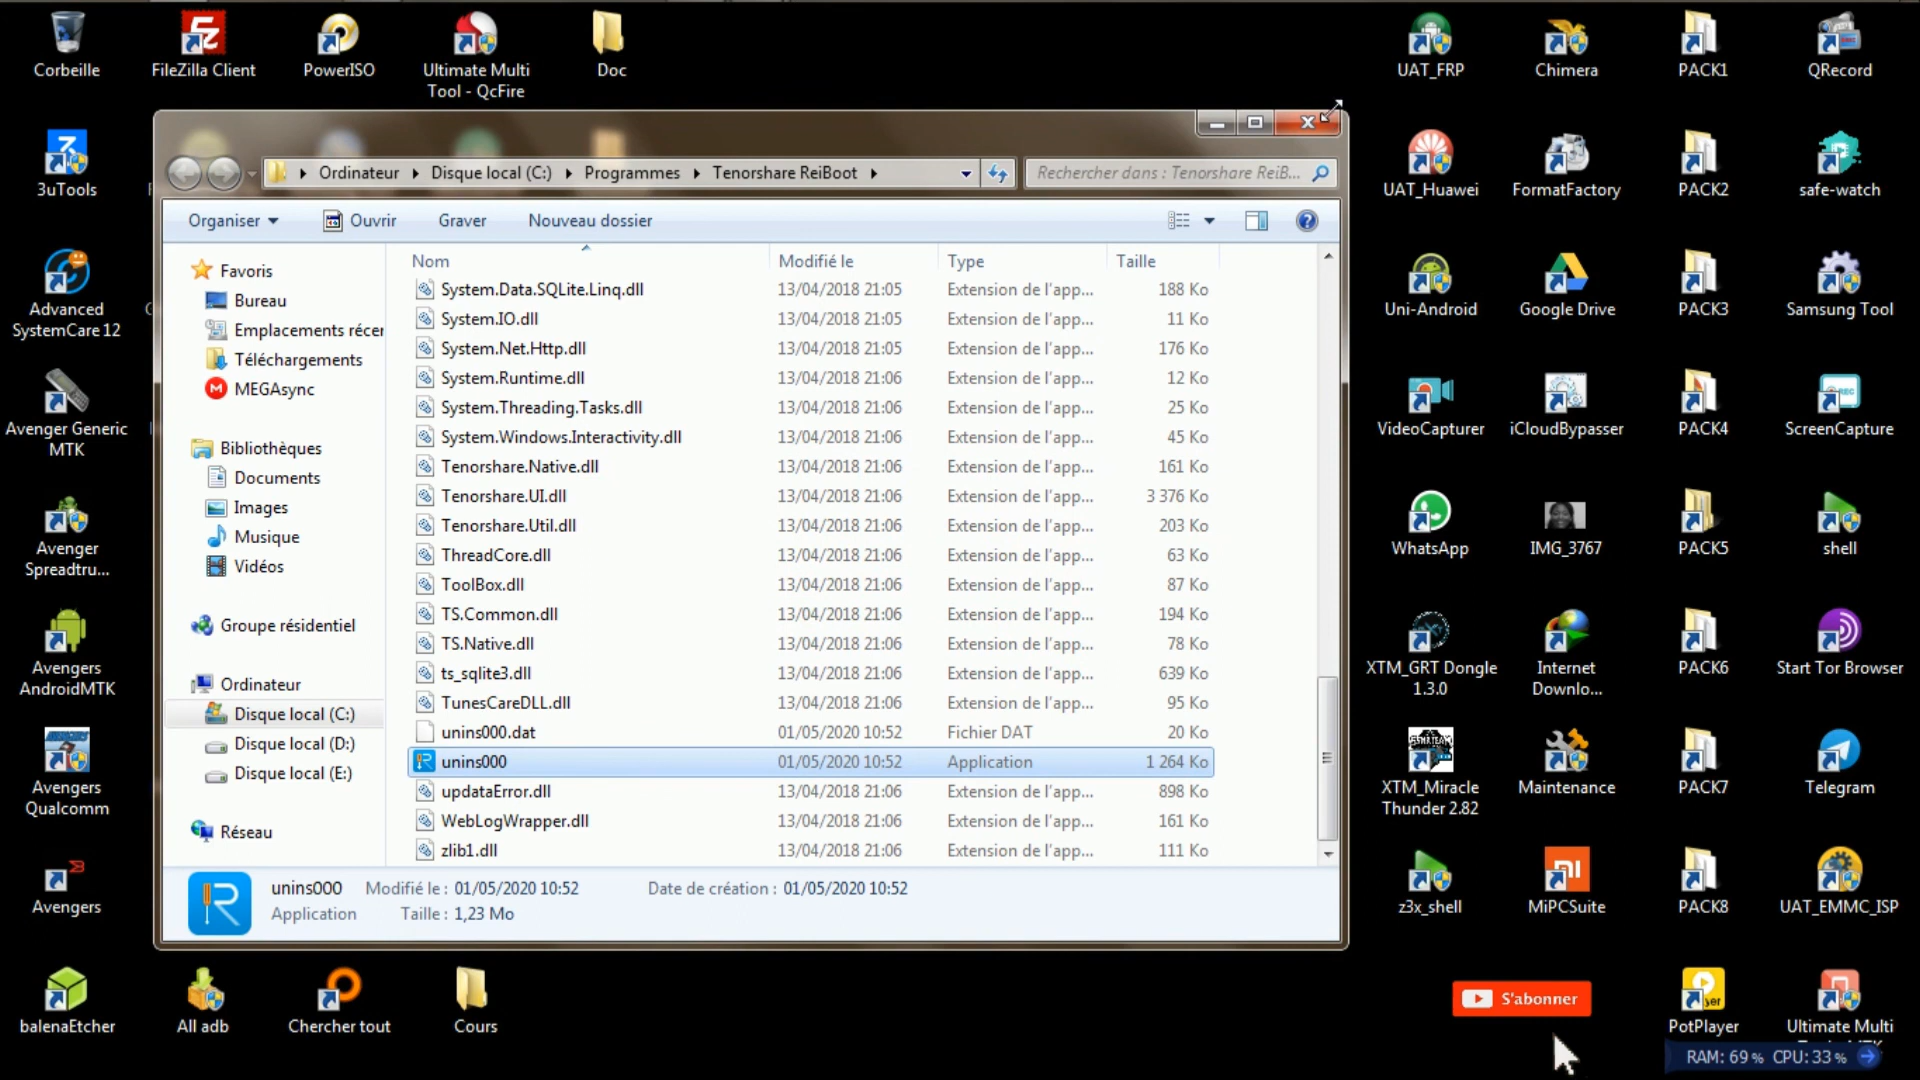 Corbeille
FileZilla Client
PowerISO
Ultimate Multi
Tool - QcFire
Doc
UAT_FRP
Chimera
PACK1
QRecord
3uTools
Advanced
SystemCare 12
Avenger Generic
MTK
Avenger
Spreadtru...
Avengers
AndroidMTK
Avengers
Qualcomm
Avengers
balenaEtcher
All adb
Chercher tout
Cours
Ordinateur
Disque local (C:)
Programmes
Tenorshare ReiBoot
Rechercher dans : Tenorshare ReiB...
Organiser
Ouvrir
Graver
Nouveau dossier
Favoris
Bureau
Emplacements récer
Téléchargements
MEGAsync
Bibliothèques
Documents
Images
Musique
Vidéos
Groupe résidentiel
Ordinateur
Disque local (C:)
Disque local (D:)
Disque local (E:)
Réseau
Nom Modifié le Type Taille
System.Data.SQLite.Linq.dll 13/04/2018 21:05 Extension de l'app... 188 Ko
System.IO.dll 13/04/2018 21:05 Extension de l'app... 11 Ko
System.Net.Http.dll 13/04/2018 21:05 Extension de l'app... 176 Ko
System.Runtime.dll 13/04/2018 21:06 Extension de l'app... 12 Ko
System.Threading.Tasks.dll 13/04/2018 21:06 Extension de l'app... 25 Ko
System.Windows.Interactivity.dll 13/04/2018 21:06 Extension de l'app... 45 Ko
Tenorshare.Native.dll 13/04/2018 21:06 Extension de l'app... 161 Ko
Tenorshare.UI.dll 13/04/2018 21:06 Extension de l'app... 3 376 Ko
Tenorshare.Util.dll 13/04/2018 21:06 Extension de l'app... 203 Ko
ThreadCore.dll 13/04/2018 21:06 Extension de l'app... 63 Ko
ToolBox.dll 13/04/2018 21:06 Extension de l'app... 87 Ko
TS.Common.dll 13/04/2018 21:06 Extension de l'app... 194 Ko
TS.Native.dll 13/04/2018 21:06 Extension de l'app... 78 Ko
ts_sqlite3.dll 13/04/2018 21:06 Extension de l'app... 639 Ko
TunesCareDLL.dll 13/04/2018 21:06 Extension de l'app... 95 Ko
unins000.dat 01/05/2020 10:52 Fichier DAT 20 Ko
unins000 01/05/2020 10:52 Application 1 264 Ko
updataError.dll 13/04/2018 21:06 Extension de l'app... 898 Ko
WebLogWrapper.dll 13/04/2018 21:06 Extension de l'app... 161 Ko
zlib1.dll 13/04/2018 21:06 Extension de l'app... 111 Ko
unins000 Modifié le : 01/05/2020 10:52 Date de création : 01/05/2020 10:52
Application Taille : 1,23 Mo
UAT_Huawei
FormatFactory
PACK2
safe-watch
Uni-Android
Google Drive
PACK3
Samsung Tool
VideoCapturer
iCloudBypasser
PACK4
ScreenCapture
WhatsApp
IMG_3767
PACK5
shell
XTM_GRT Dongle
1.3.0
Internet
Downlo...
PACK6
Start Tor Browser
XTM_Miracle
Thunder 2.82
Maintenance
PACK7
Telegram
z3x_shell
MiPCSuite
PACK8
UAT_EMMC_ISP
S'abonner
PotPlayer
Ultimate Multi
RAM: 69 % CPU: 33 %